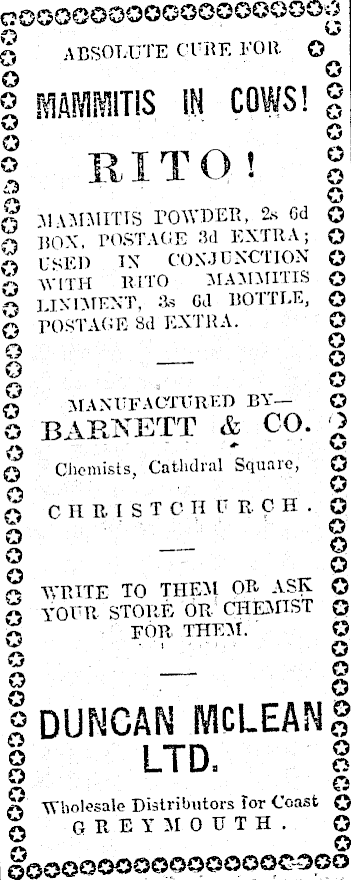 ABSOLUTE CURE FOR
MAMMITIS IN COWS!
RITO!
MAMMITIS POWDER, 2s 6d
BOX, POSTAGE 3d EXTRA;
USED IN CONJUNCTION
WITH RITO MAMMITIS
LINIMENT, 3s 6d BOTTLE,
POSTAGE 8d EXTRA.
MANUFACTURED BY—
BARNETT & CO.
Chemists, Cathdral Square,
CHRISTCHURCH.
WRITE TO THEM OR ASK
YOUR STORE OR CHEMIST
FOR THEM.
DUNCAN McLEAN
LTD.
Wholesale Distributors for Coast
GREYMOUTH.